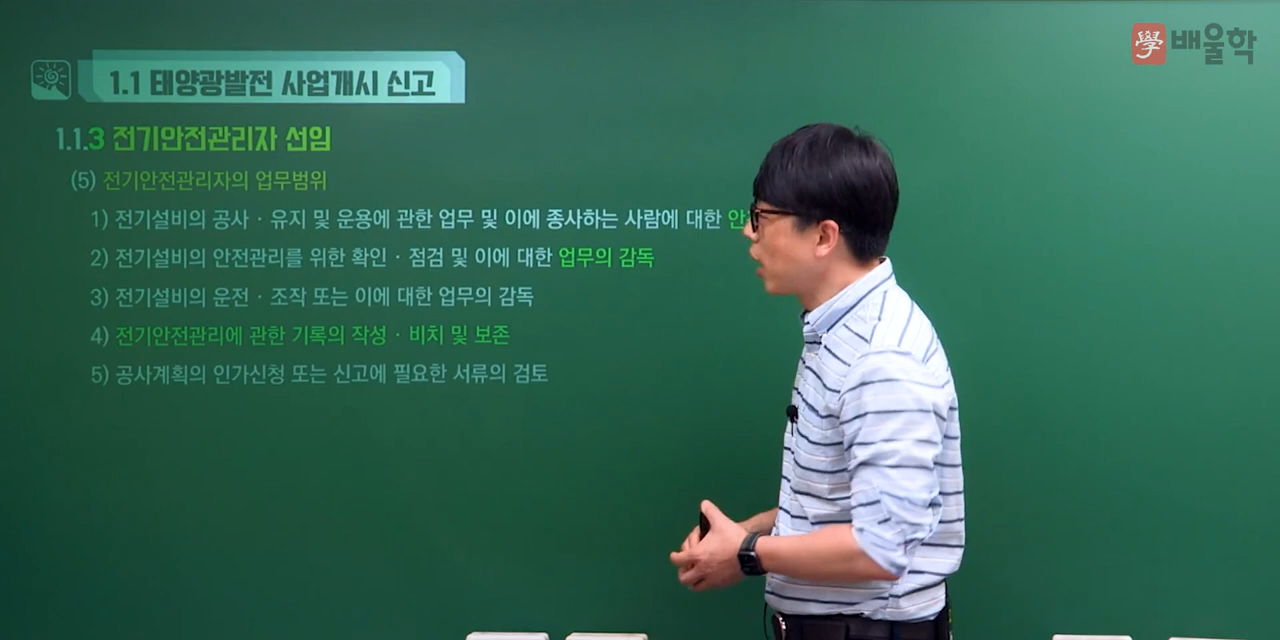 學 배울학
1.1 태양광발전 사업개시 신고
1.1.3 전기안전관리자 선임
(5) 전기안전관리자의 업무범위
1) 전기설비의 공사 · 유지 및 운용에 관한 업무 및 이에 종사하는 사람에 대한 안
2) 전기설비의 안전관리를 위한 확인 · 점검 및 이에 대한 업무의 감독
3) 전기설비의 운전 · 조작 또는 이에 대한 업무의 감독
4) 전기안전관리에 관한 기록의 작성 · 비치 및 보존
5) 공사계획의 인가신청 또는 신고에 필요한 서류의 검토